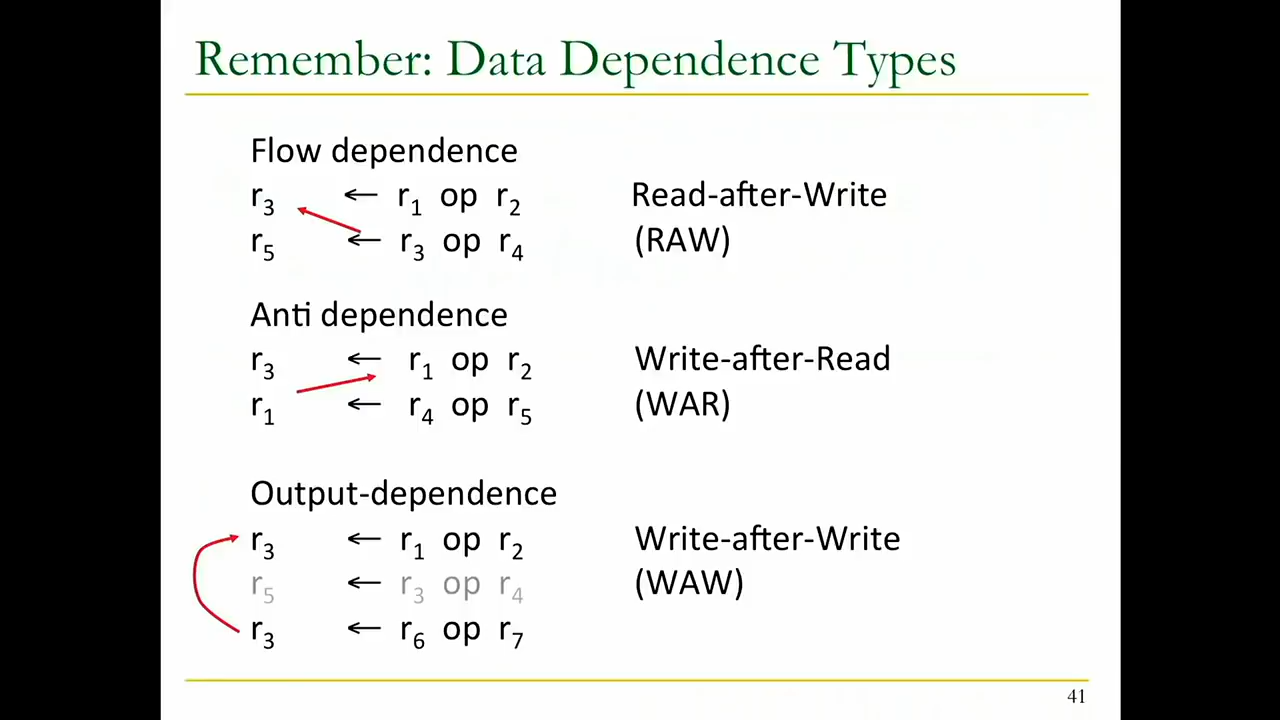 Remember: Data Dependence Types
Flow dependence
r₃ ← r₁ op r₂ Read-after-Write
r₅ ← r₃ op r₄ (RAW)
Anti dependence
r₃ ← r₁ op r₂ Write-after-Read
r₁ ← r₄ op r₅ (WAR)
Output-dependence
r₃ ← r₁ op r₂ Write-after-Write
r₅ ← r₃ op r₄ (WAW)
r₃ ← r₆ op r₇
41